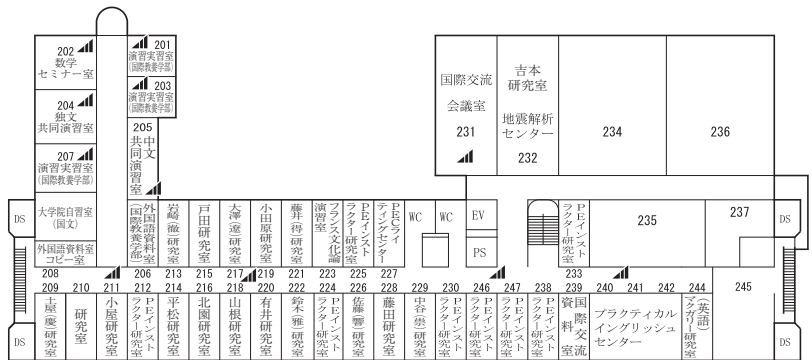 202
数学
セミナー室
201
演習実習室
(国際教養学部)
203
演習実習室
(国際教養学部)
204
独文
共同演習室
205
中文
共同演習室
207
演習実習室
(国際教養学部)
大学院自習室
(国文)
外国語資料室
コピー室
国際交流
会議室
231
吉本
研究室
地震解析
センター
232
234
236
235
237
DS
DS
外国語資料室
(国際教養学部)
岩﨑(徹)研究室
戸田研究室
大澤(遼)研究室
小田原研究室
藤井(得)研究室
フランス文化論
演習室
PEインスト
ラクター研究室
PECライ
ティングセンター
WC
WC
EV
PS
PEインスト
ラクター研究室
208
206
213
215
217
219
221
223
225
227
233
209
210
211
212
214
216
218
220
222
224
226
228
229
230
246
247
238
239
240
241
242
244
245
DS
土屋(慶)研究室
研究室
小屋研究室
PEインスト
ラクター研究室
平松研究室
北園研究室
山根研究室
有井研究室
鈴木(雅)研究室
PEインスト
ラクター研究室
佐藤(響)研究室
藤田研究室
中谷(崇)研究室
PEインスト
ラクター研究室
PEインスト
ラクター研究室
PEインスト
ラクター研究室
PEインスト
ラクター研究室
国際交流
資料室
プラクティカル
イングリッシュ
センター
(英語)
マクガリー研究室
DS